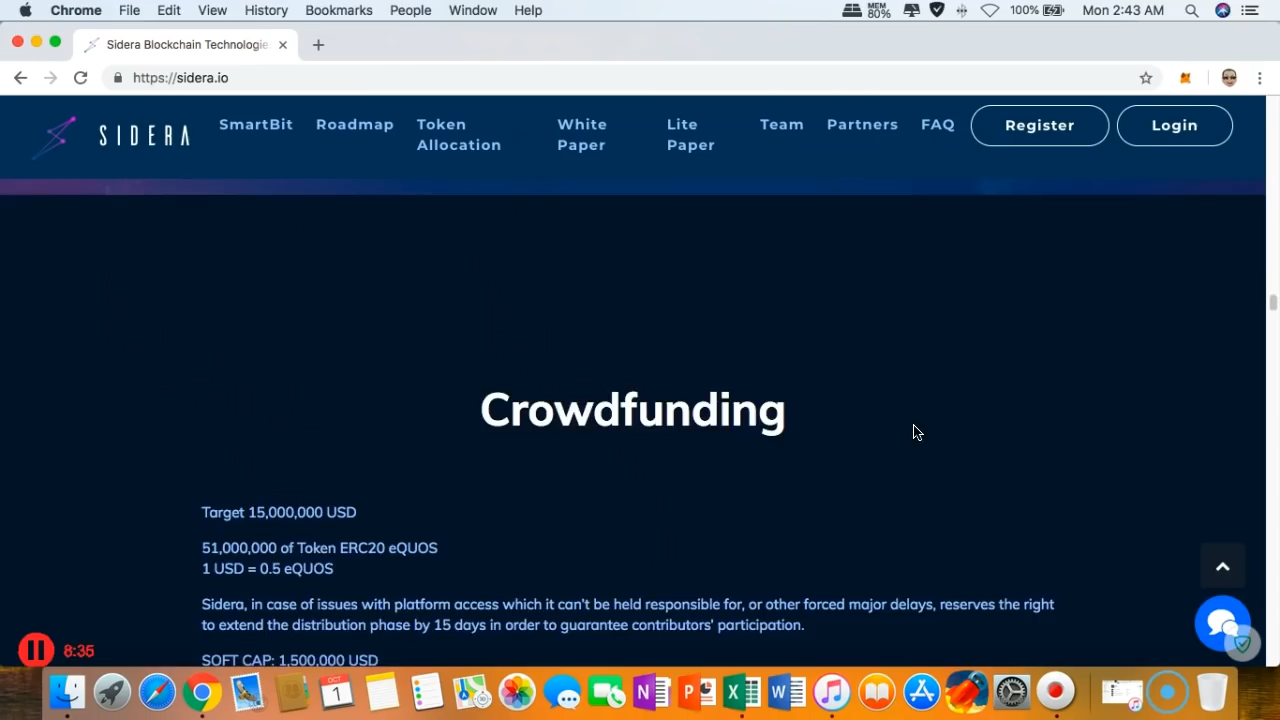 Chrome File Edit View History Bookmarks People Window Help MEM 80% 100% Mon 2:43 AM
Sidera Blockchain Technologie
https://sidera.io
SIDERA SmartBit Roadmap Token Allocation White Paper Lite Paper Team Partners FAQ Register Login
Crowdfunding
Target 15,000,000 USD
51,000,000 of Token ERC20 eQUOS
1 USD = 0.5 eQUOS
Sidera, in case of issues with platform access which it can't be held responsible for, or other forced major delays, reserves the right
to extend the distribution phase by 15 days in order to guarantee contributors' participation.
SOFT CAP: 1,500,000 USD
8:35
OCT
1
N
P
X
W